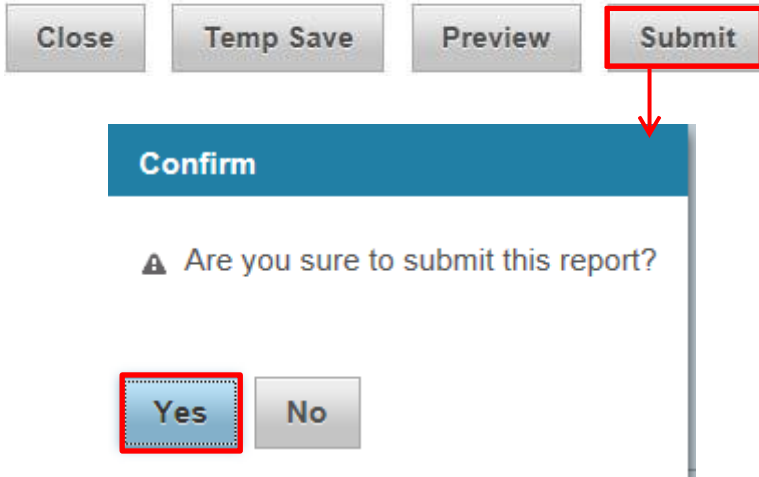 Close Temp Save Preview Submit
Confirm
Are you sure to submit this report?
Yes No